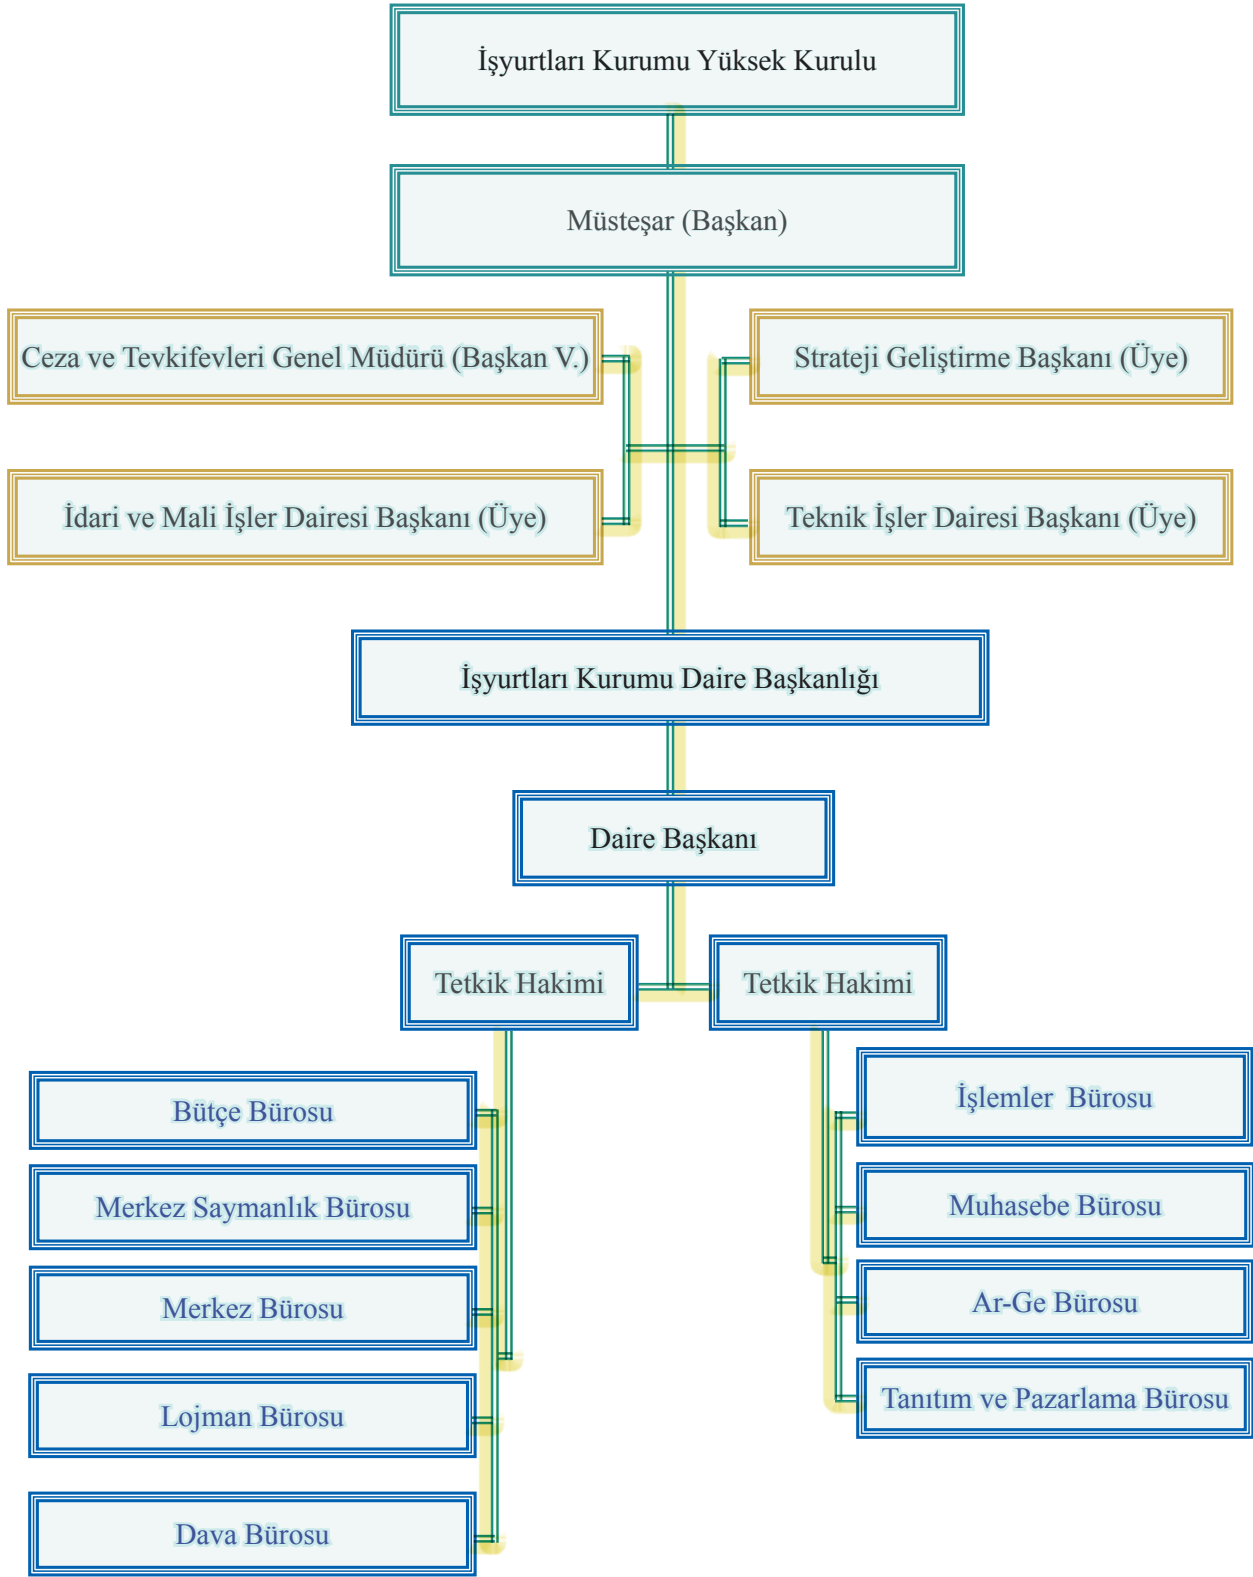 İşyurtları Kurumu Yüksek Kurulu
Müsteşar (Başkan)
Ceza ve Tevkifevleri Genel Müdürü (Başkan V.)
Strateji Geliştirme Başkanı (Üye)
İdari ve Mali İşler Dairesi Başkanı (Üye)
Teknik İşler Dairesi Başkanı (Üye)
İşyurtları Kurumu Daire Başkanlığı
Daire Başkanı
Tetkik Hakimi
Tetkik Hakimi
Bütçe Bürosu
Merkez Saymanlık Bürosu
Merkez Bürosu
Lojman Bürosu
Dava Bürosu
İşlemler Bürosu
Muhasebe Bürosu
Ar-Ge Bürosu
Tanıtım ve Pazarlama Bürosu